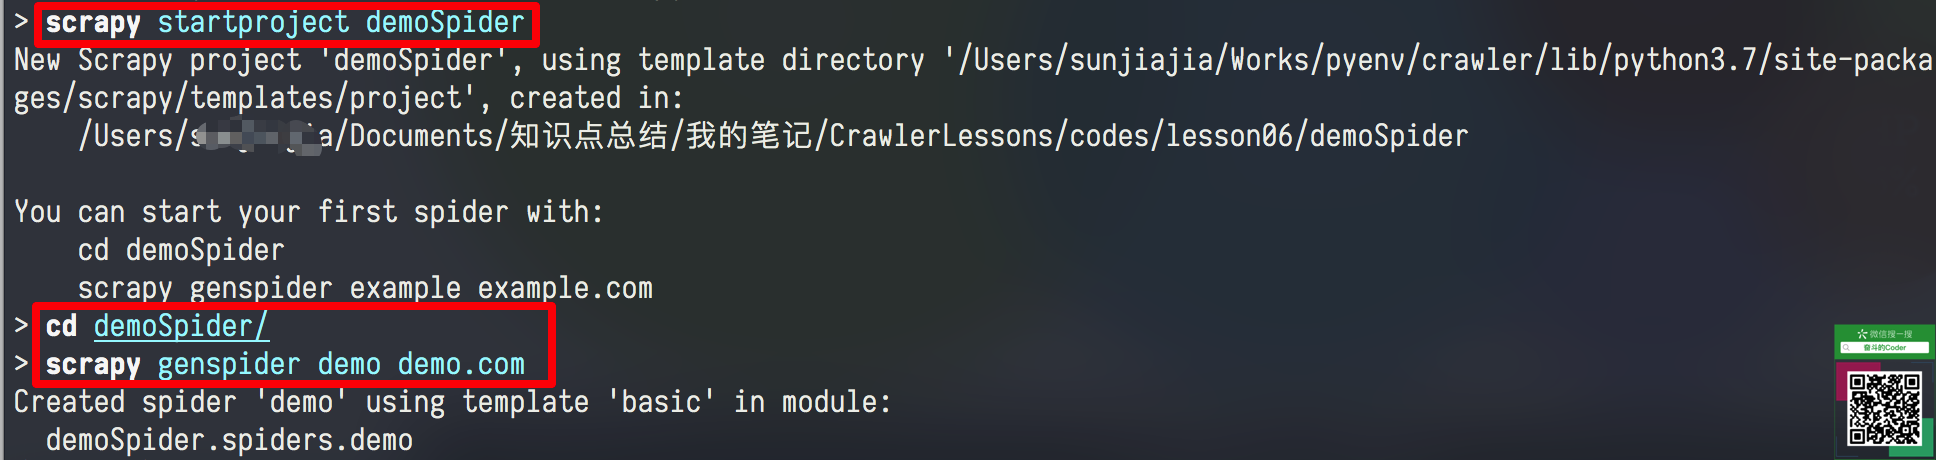 > scrapy startproject demoSpider
New Scrapy project 'demoSpider', using template directory '/Users/sunjiajia/Works/pyenv/crawler/lib/python3.7/site-packa
ges/scrapy/templates/project', created in:
/Users/s a/Documents/知识点总结/我的笔记/CrawlerLessons/codes/lesson06/demoSpider
You can start your first spider with:
cd demoSpider
scrapy genspider example example.com
> cd demoSpider/
> scrapy genspider demo demo.com
Created spider 'demo' using template 'basic' in module:
demoSpider.spiders.demo
微信搜一搜
奋斗的Coder